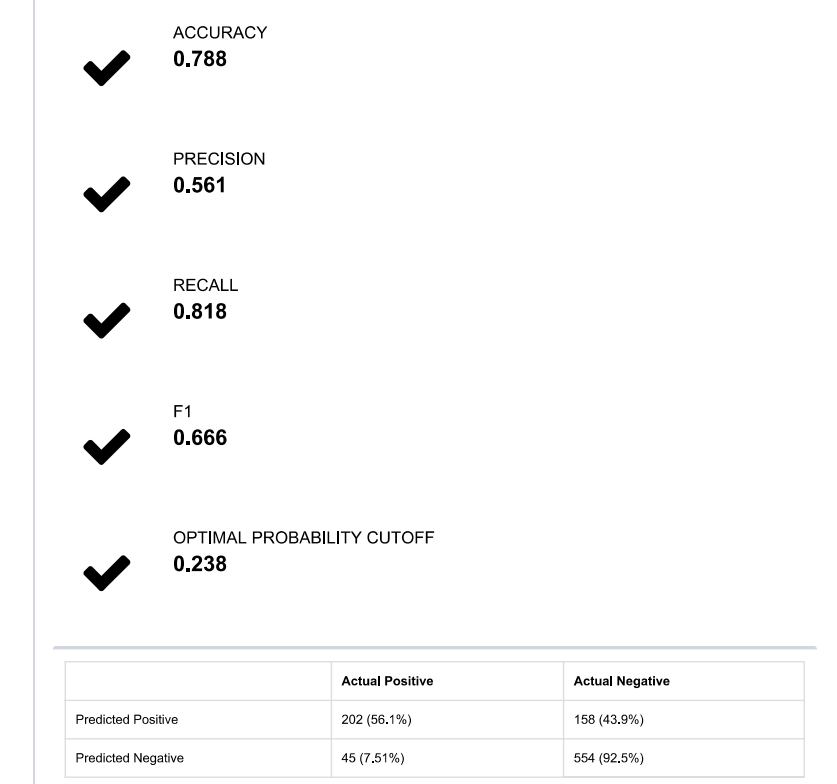 ACCURACY
0.788
PRECISION
0.561
RECALL
0.818
F1
0.666
OPTIMAL PROBABILITY CUTOFF
0.238
Actual Positive Actual Negative
Predicted Positive 202 (56.1%) 158 (43.9%)
Predicted Negative 45 (7.51%) 554 (92.5%)